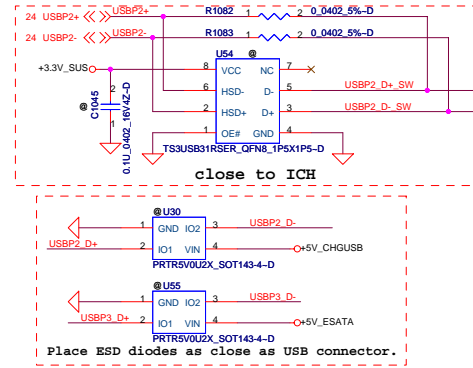 24 USBP2+ USBP2+ R1082 1 2 0_0402_5%~D
24 USBP2- USBP2- R1083 1 2 0_0402_5%~D
U54 @
+3.3V_SUS 8 VCC NC 7
6 HSD- D- 5 USBP2_D+_SW
2 HSD+ D+ 3 USBP2_D-_SW
1 OE# GND 4
TS3USB31RSER_QFN8_1P5X1P5~D
@ C1045 1 2
0.1U_0402_16V4Z~D
close to ICH
@ U30
1 GND IO2 3 USBP2_D-
USBP2_D+ 2 IO1 VIN 4 +5V_CHGUSB
PRTR5V0U2X_SOT143-4~D
@ U55
1 GND IO2 3 USBP3_D-
USBP3_D+ 2 IO1 VIN 4 +5V_ESATA
PRTR5V0U2X_SOT143-4~D
Place ESD diodes as close as USB connector.